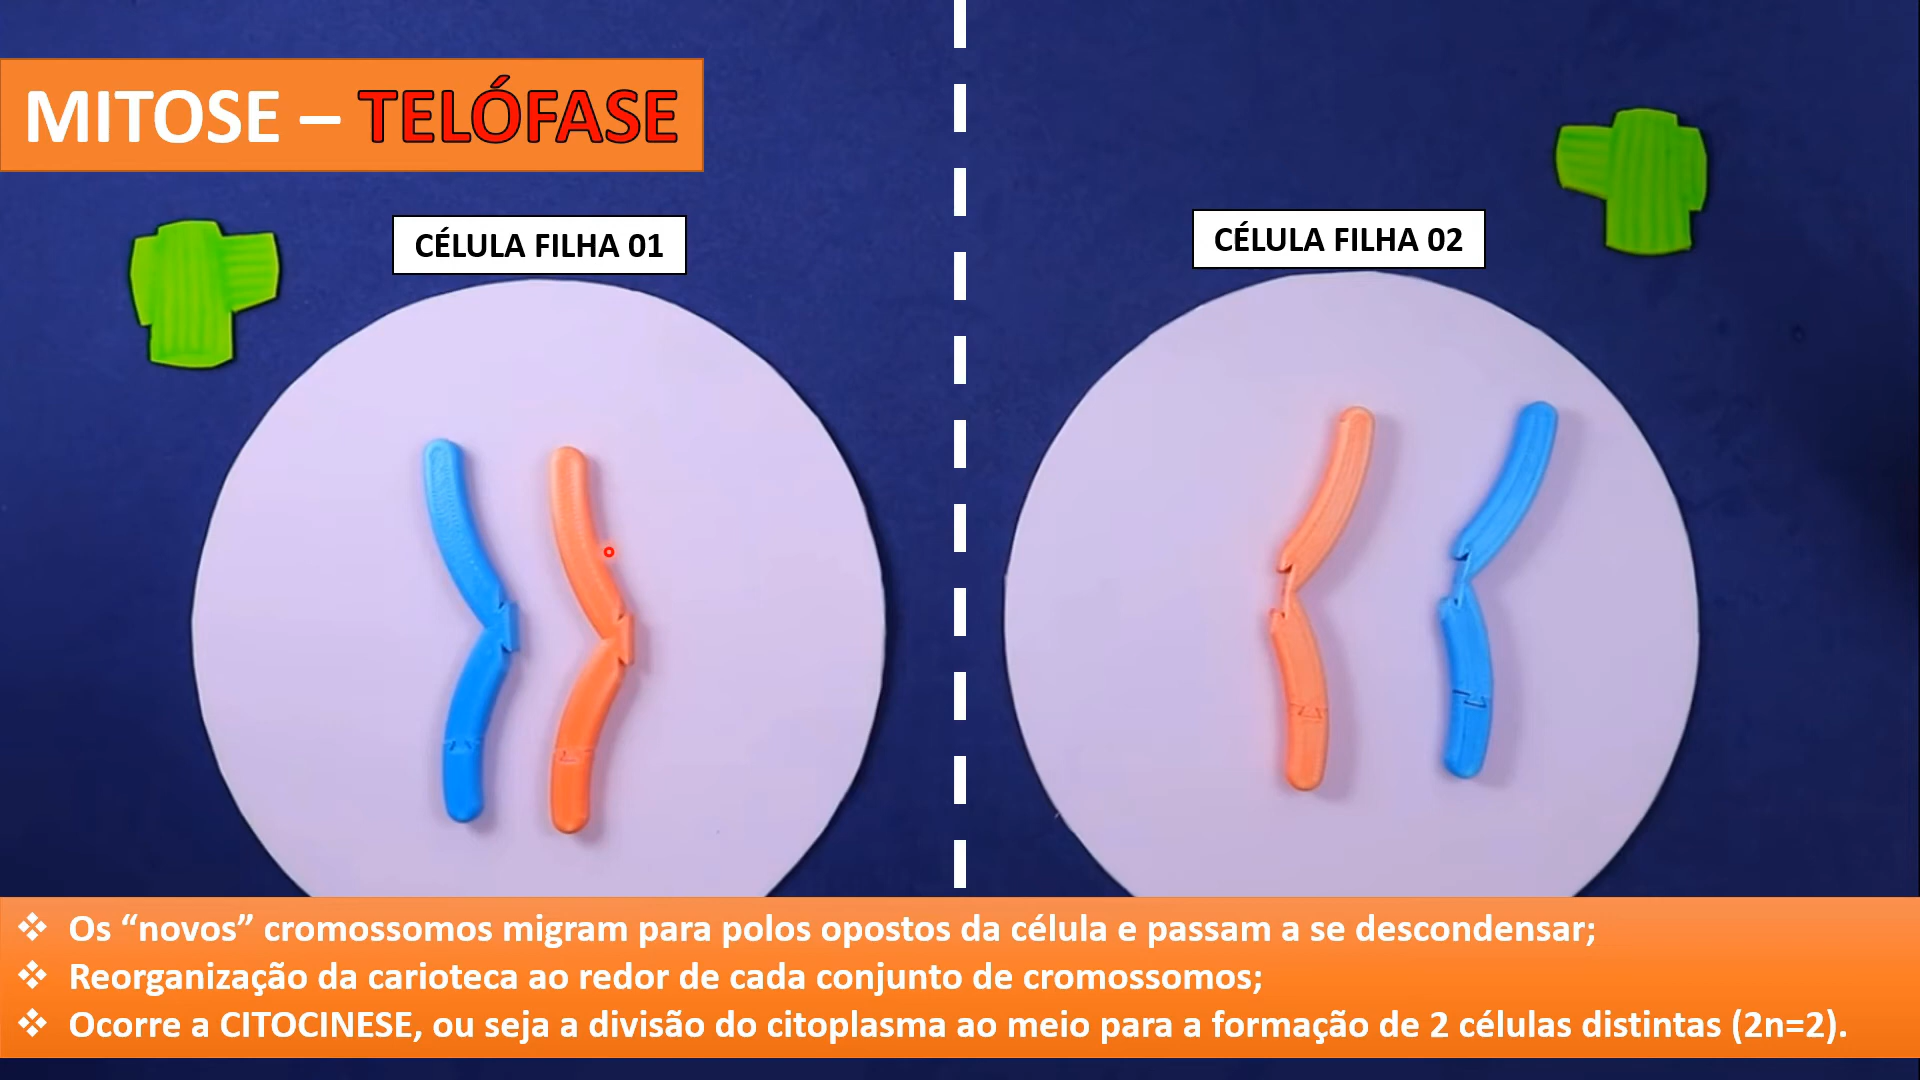 MITOSE – TELÓFASE
CÉLULA FILHA 01
CÉLULA FILHA 02
❖ Os “novos” cromossomos migram para polos opostos da célula e passam a se descondensar;
❖ Reorganização da carioteca ao redor de cada conjunto de cromossomos;
❖ Ocorre a CITOCINESE, ou seja a divisão do citoplasma ao meio para a formação de 2 células distintas (2n=2).